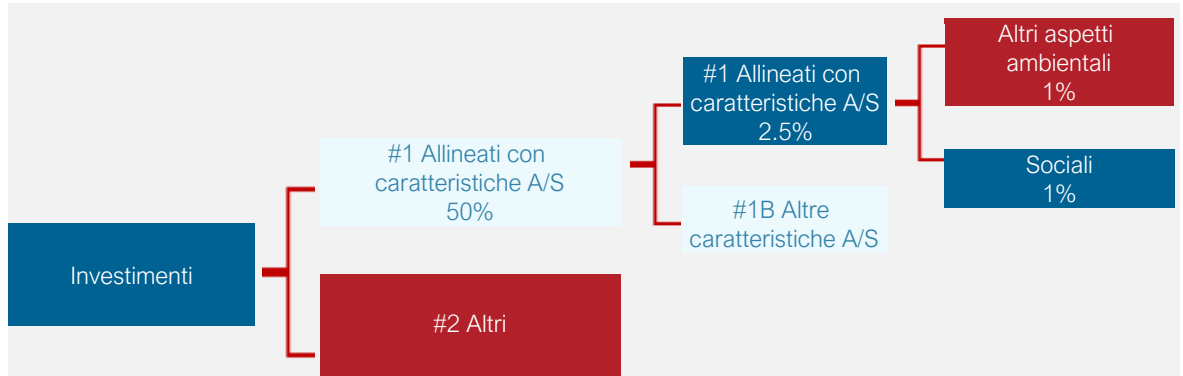 Investimenti
#1 Allineati con
caratteristiche A/S
50%
#2 Altri
#1 Allineati con
caratteristiche A/S
2.5%
#1B Altre
caratteristiche A/S
Altri aspetti
ambientali
1%
Sociali
1%